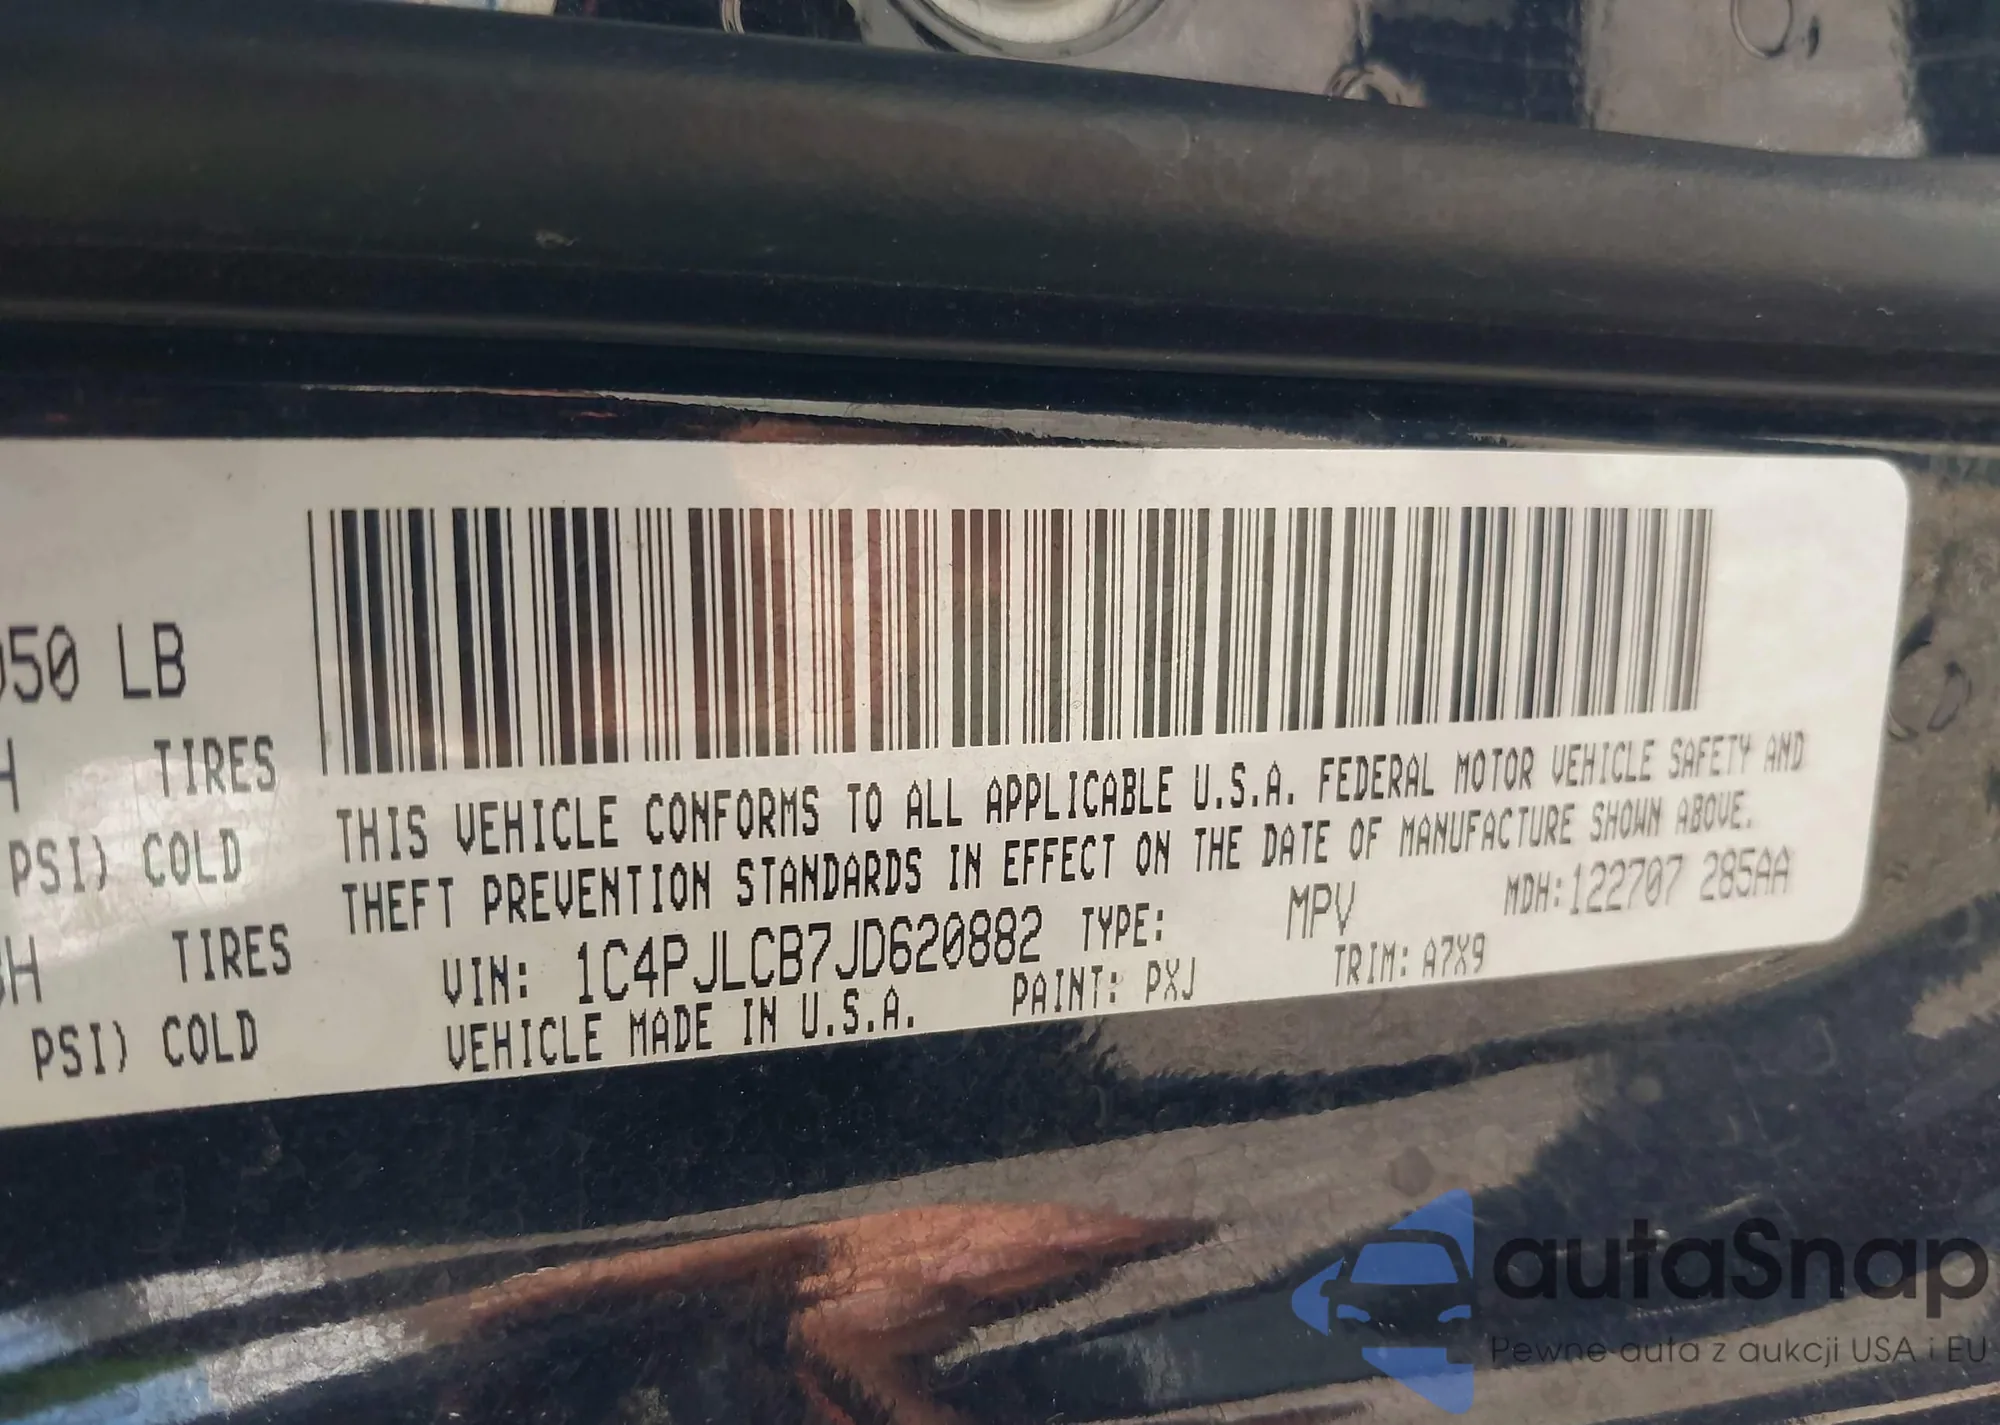 50 LB
H TIRES
PSI) COLD
H TIRES
PSI) COLD
THIS VEHICLE CONFORMS TO ALL APPLICABLE U.S.A. FEDERAL MOTOR VEHICLE SAFETY AND
THEFT PREVENTION STANDARDS IN EFFECT ON THE DATE OF MANUFACTURE SHOWN ABOVE.
VIN: 1C4PJLCB7JD620882 TYPE: MPV MDH:122707 285AA
VEHICLE MADE IN U.S.A. PAINT: PXJ TRIM: A7X9
autaSnap
Pewne auta z aukcji USA i EU